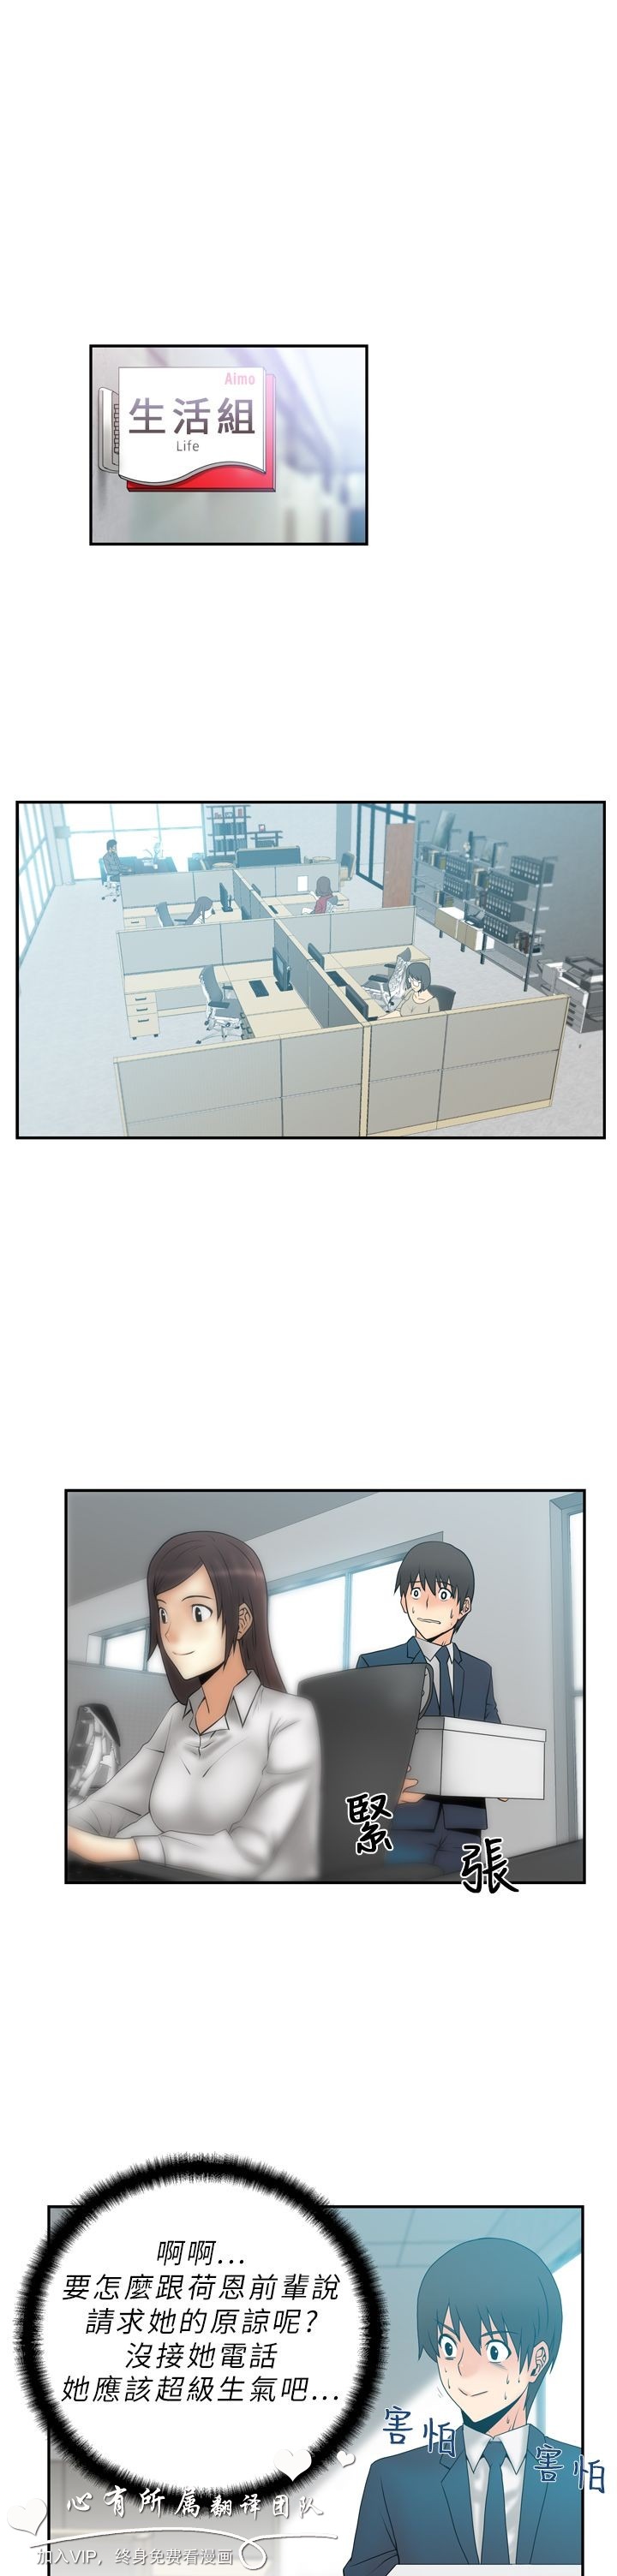 Aimo
生活組
Life
緊
張
啊啊...
要怎麼跟荷恩前輩說
請求她的原諒呢?
沒接她電話
她應該超級生氣吧...
害怕
害怕
心有所属翻译团队
加入VIP，终身免费看漫画